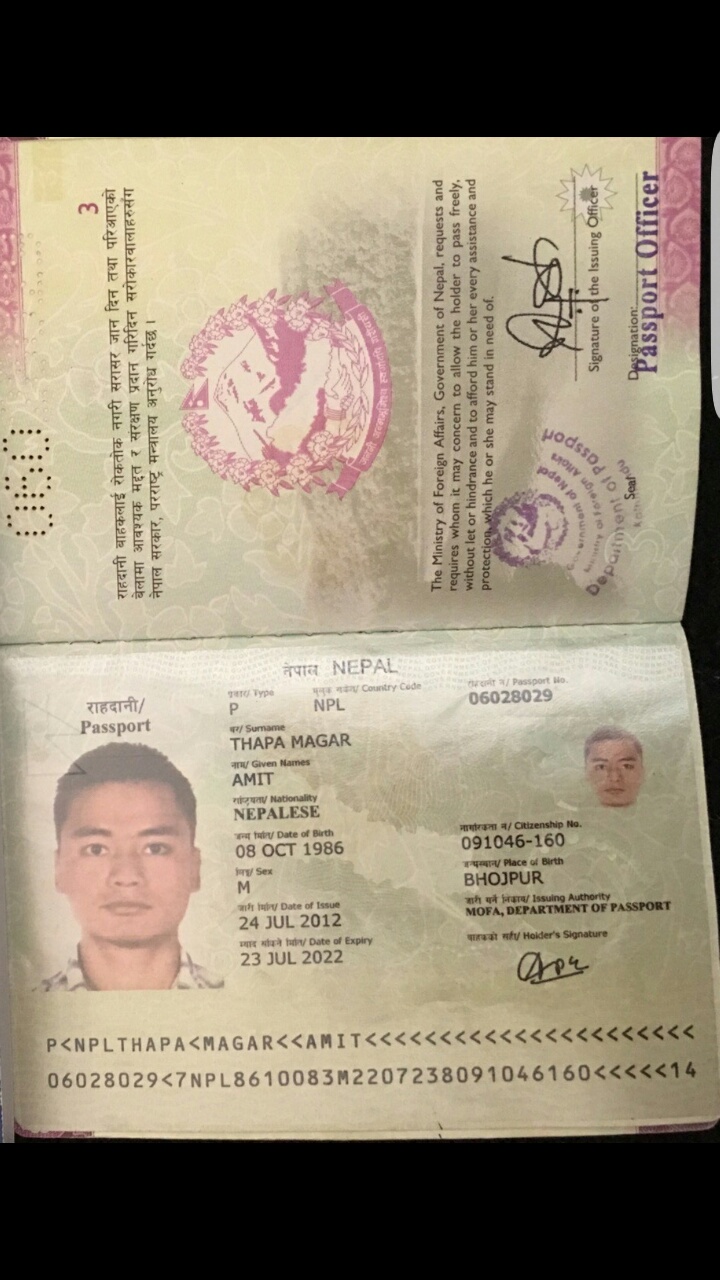 3
राहदानी बाहकलाई रोकतोक नगरी सरासर जान दिन तथा परिआएको
बेलामा आवश्यक मद्दत र संरक्षण प्रदान गरिदिन सरोकारवालाहरुसँग
नेपाल सरकार, परराष्ट्र मन्त्रालय अनुरोध गर्दछ ।
The Ministry of Foreign Affairs, Government of Nepal, requests and
requires whom it may concern to allow the holder to pass freely,
without let or hindrance and to afford him or her every assistance and
protection which he or she may stand in need of.
Signature of the Issuing Officer
Designation:
Passport Officer
Seal
Government of Nepal
Ministry of Foreign Affairs
Department of Passport
नेपाल NEPAL
राहदानी/
Passport
प्रकार/ Type
P
मुलुक संकेत/ Country Code
NPL
राहदानी नं/ Passport No.
06028029
थर/ Surname
THAPA MAGAR
नाम/ Given Names
AMIT
राष्ट्रियता/ Nationality
NEPALESE
जन्म मिति/ Date of Birth
08 OCT 1986
नागरिकता नं/ Citizenship No.
091046-160
लिङ्ग/ Sex
M
जन्मस्थान/ Place of Birth
BHOJPUR
जारी मिति/ Date of Issue
24 JUL 2012
जारी गर्ने निकाय/ Issuing Authority
MOFA, DEPARTMENT OF PASSPORT
म्याद सकिने मिति/ Date of Expiry
23 JUL 2022
वाहकको सही/ Holder's Signature
P<NPLTHAPA<MAGAR<<AMIT<<<<<<<<<<<<<<<<<<<<<<
06028029<7NPL8610083M2207238091046160<<<<<14